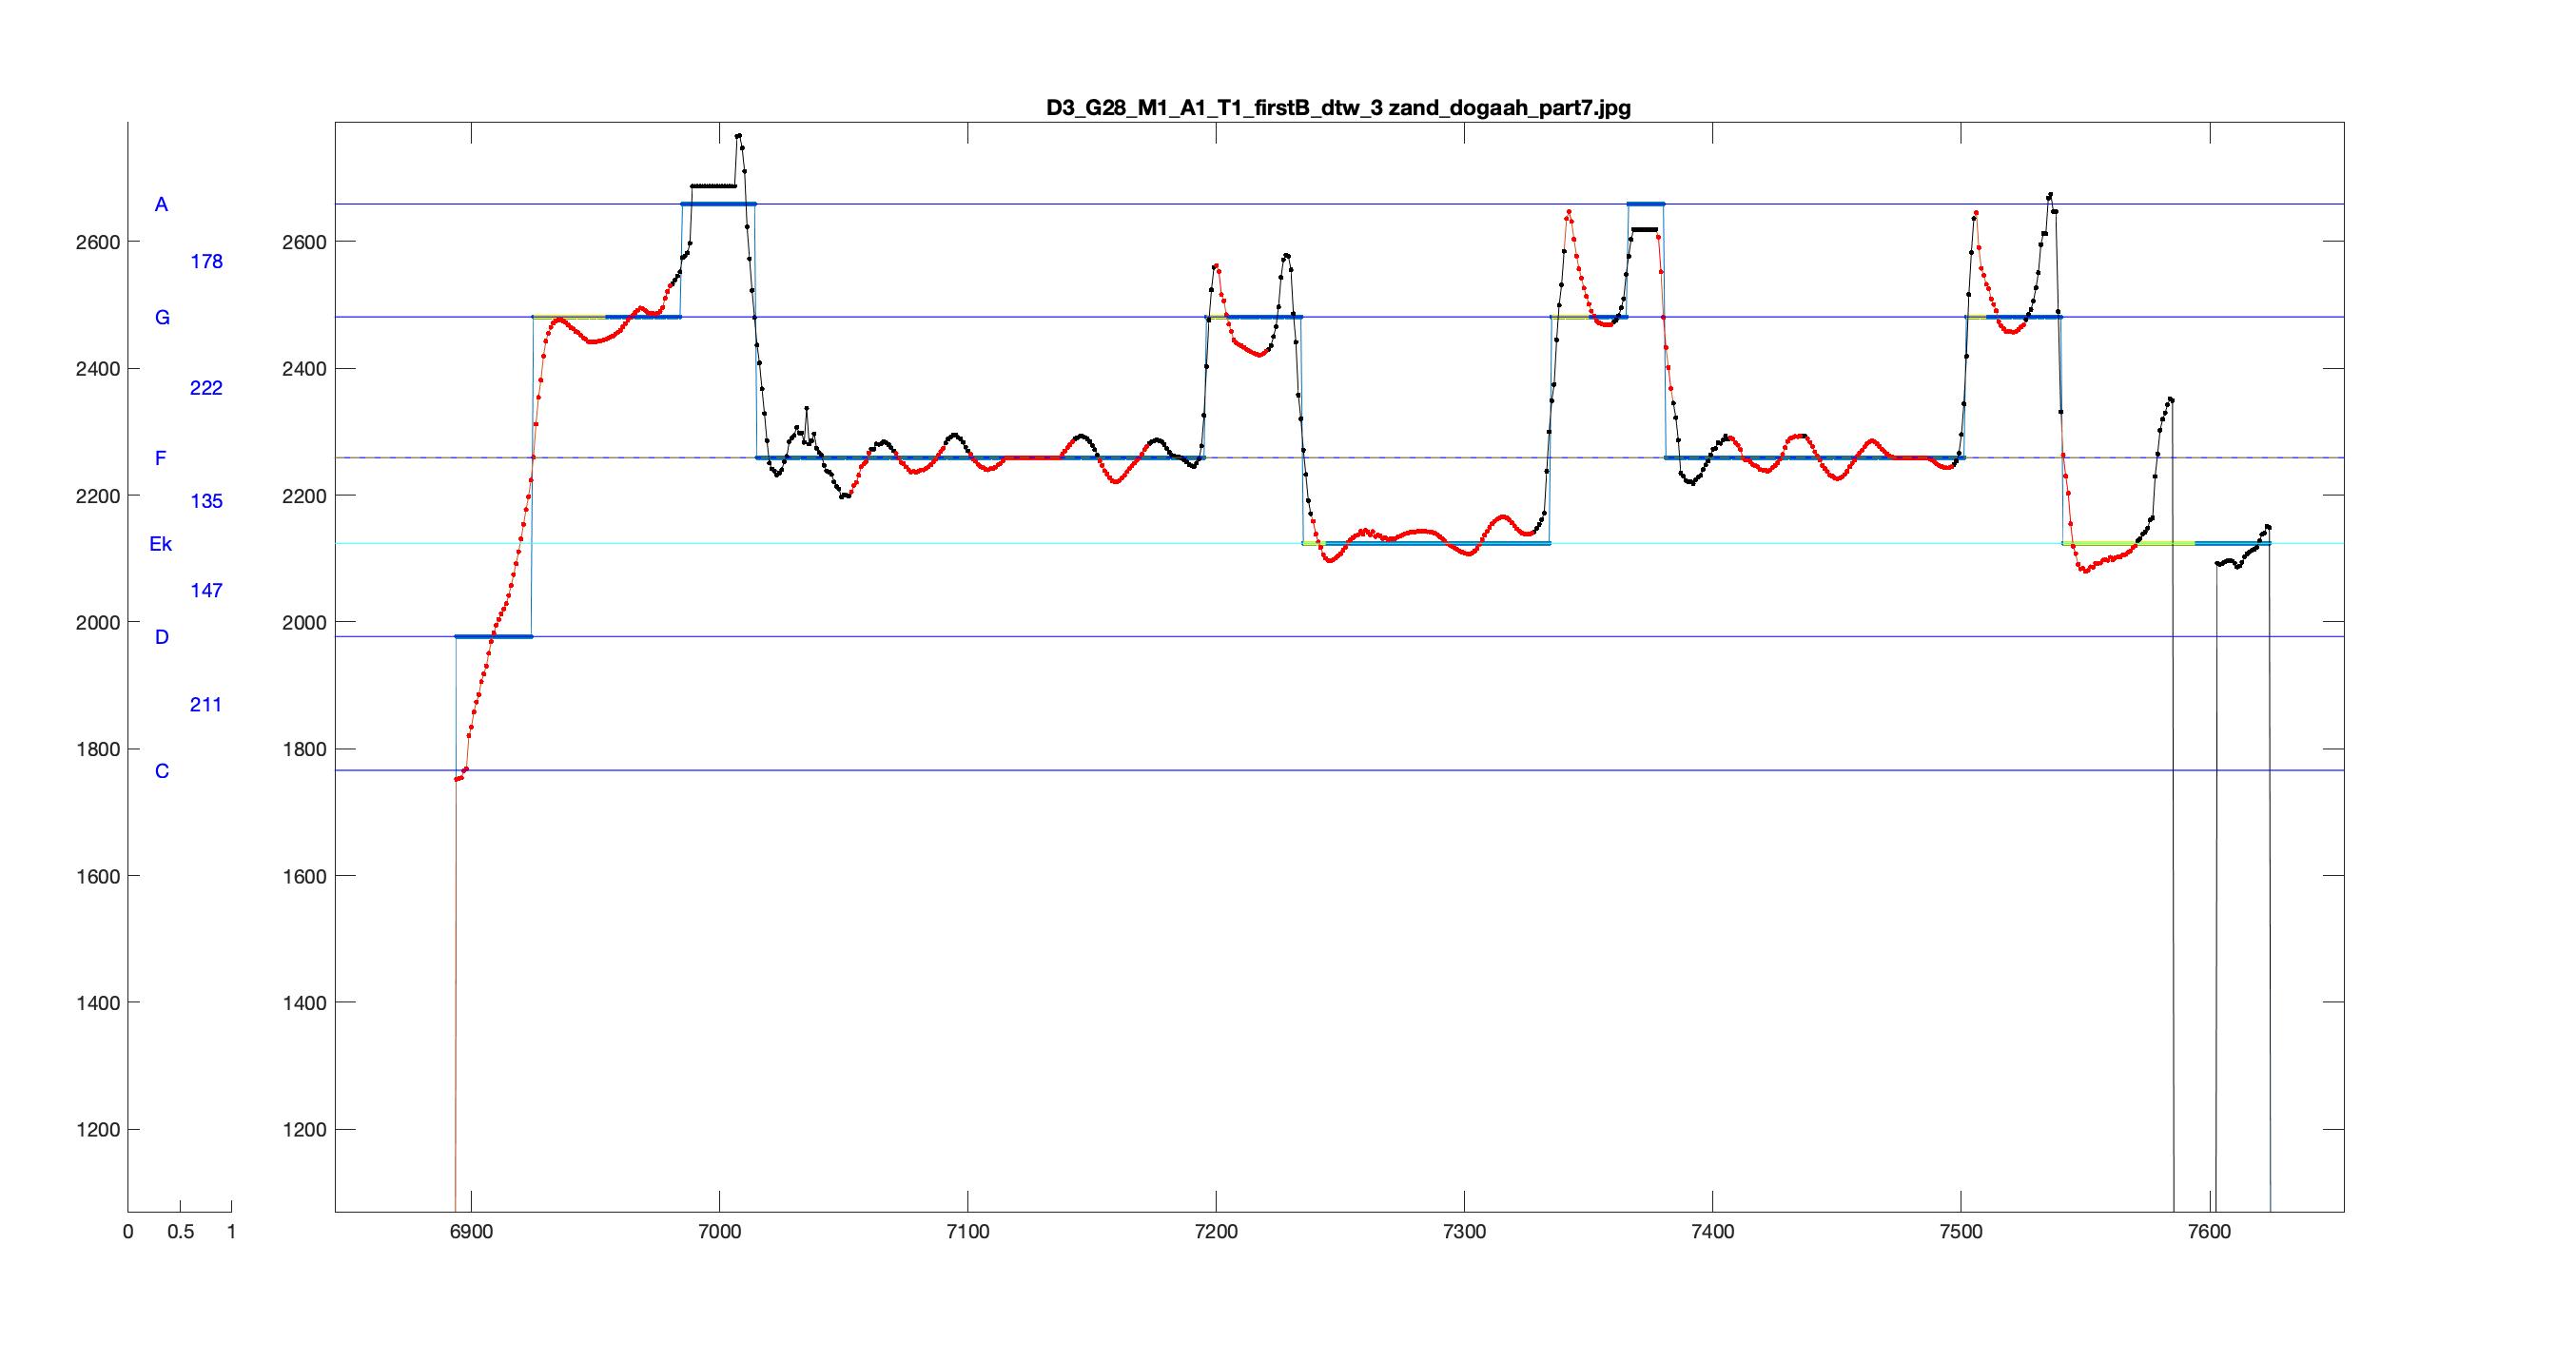 D3_G28_M1_A1_T1_firstB_dtw_3 zand_dogaah_part7.jpg
A
2600 2600
178
G
2400 2400
222
F
2200 135 2200
Ek
147
2000 D 2000
211
1800 1800
C
1600 1600
1400 1400
1200 1200
0 0.5 1 6900 7000 7100 7200 7300 7400 7500 7600